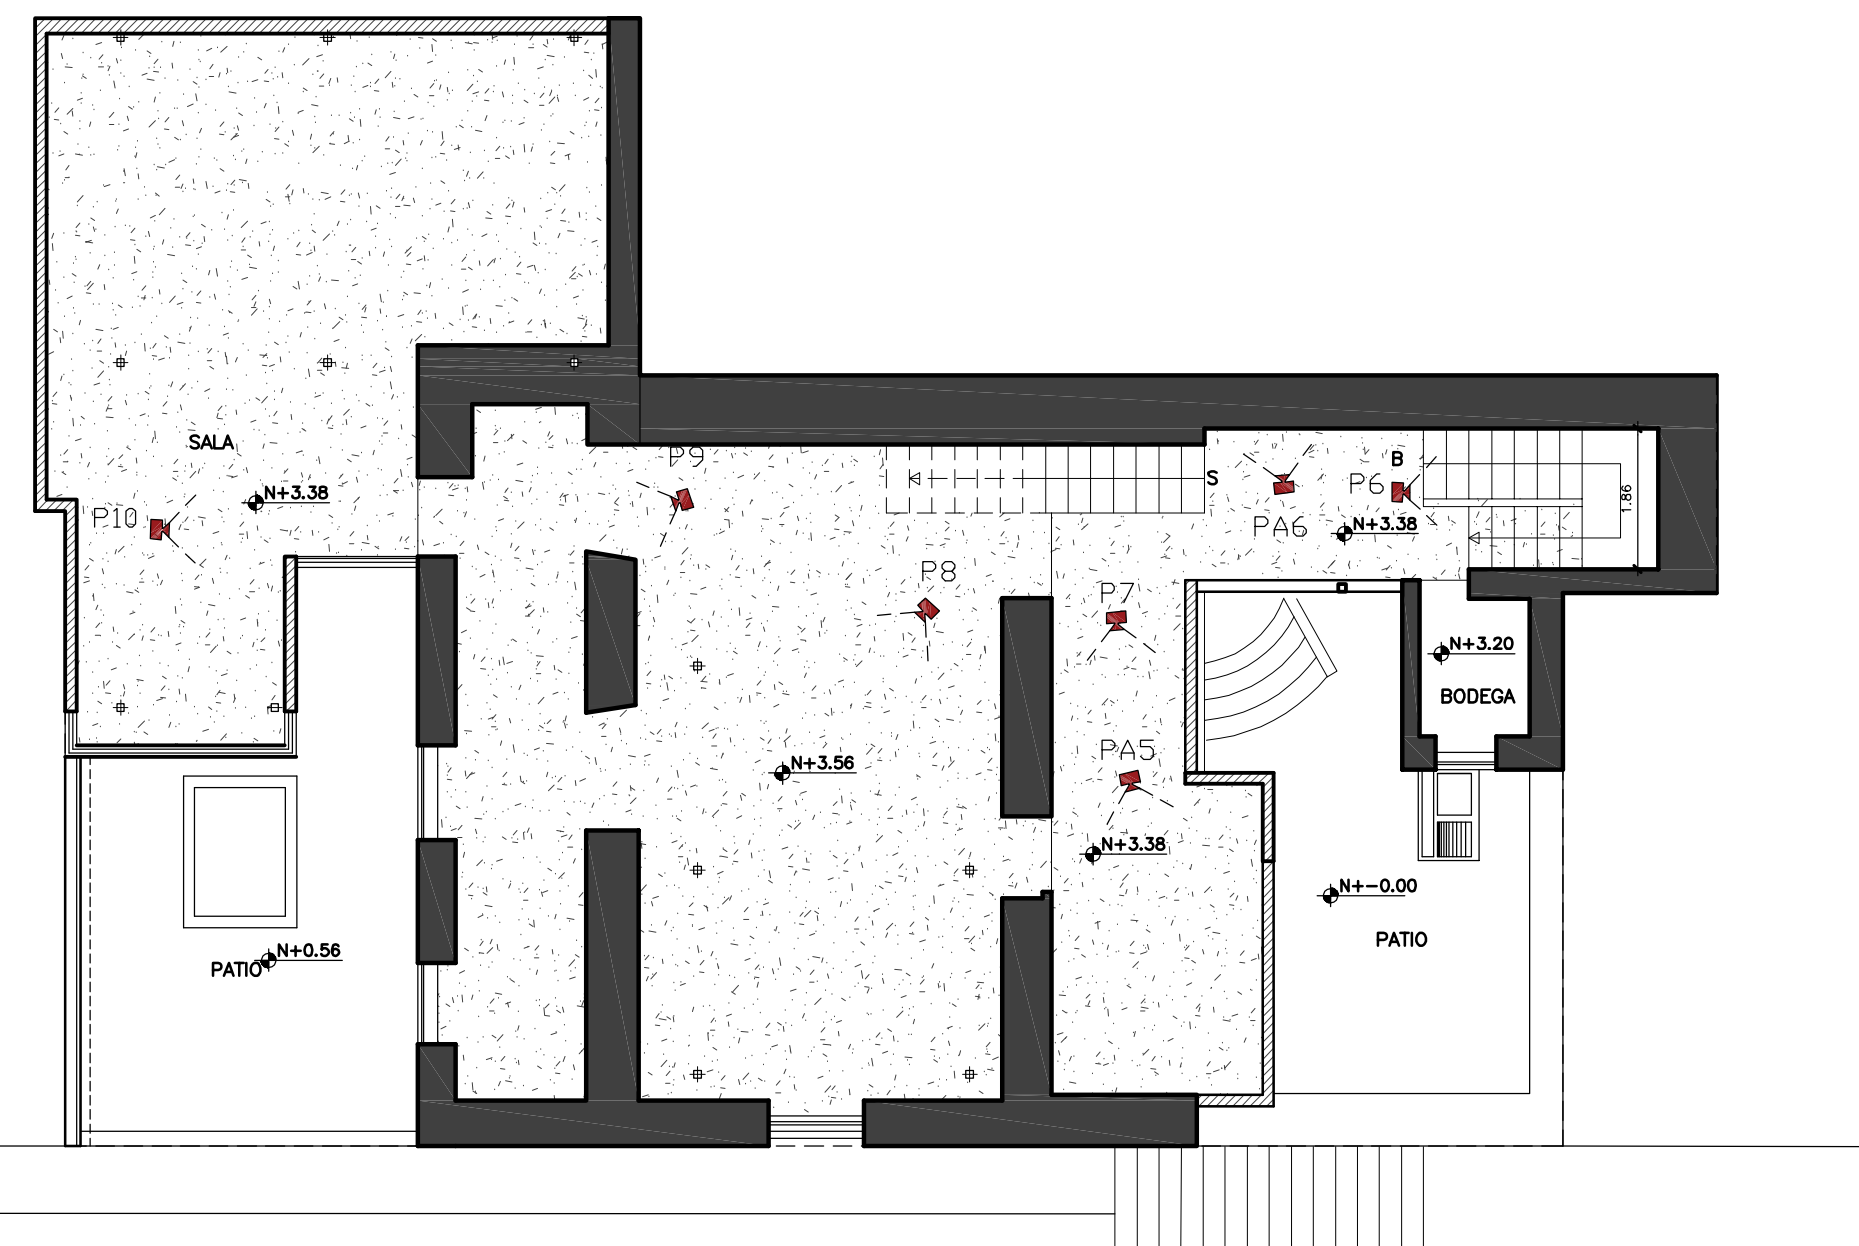 SALA
N+3.38
P10
P9
S
B
P6
PA6
N+3.38
1.86
P8
P7
N+3.20
BODEGA
PA5
N+3.56
N+3.38
N+-0.00
PATIO
N+0.56
PATIO